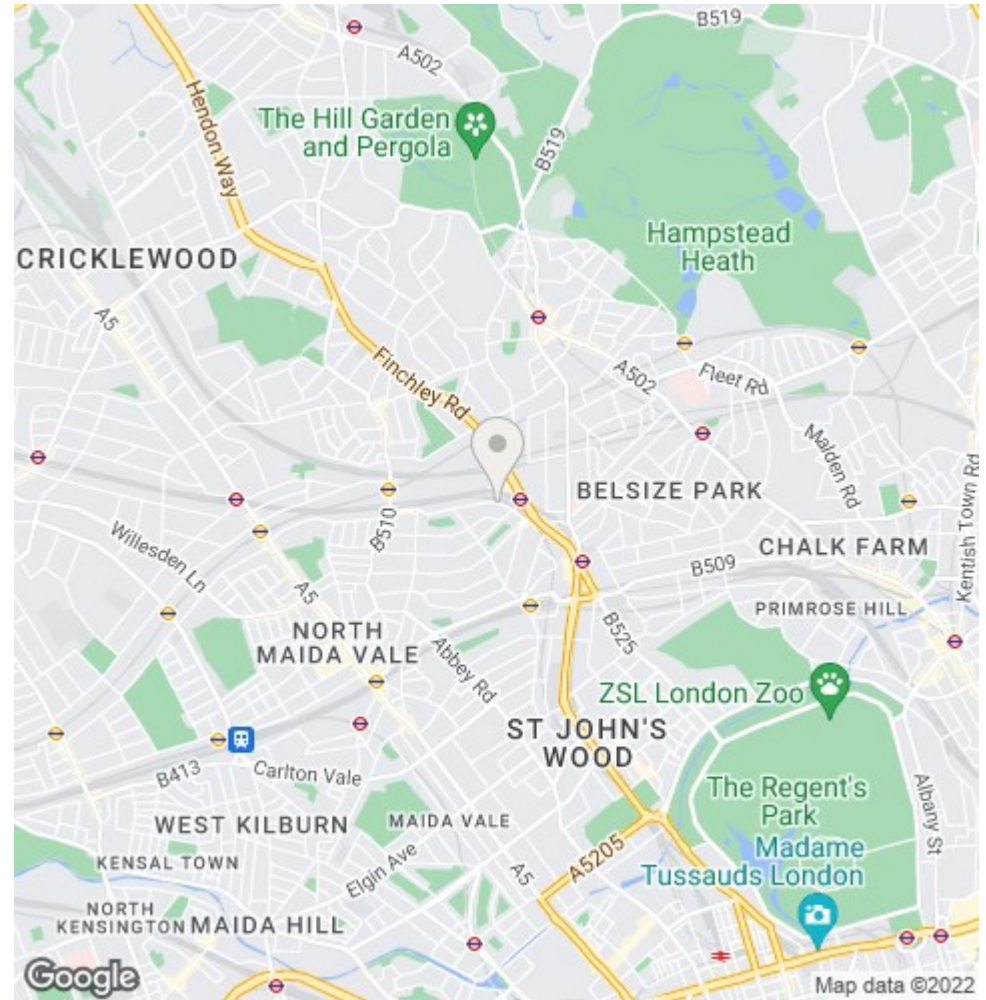 B519
A502
Hendon Way
The Hill Garden
and Pergola
B519
Hampstead
Heath
CRICKLEWOOD
A5
Finchley Rd
A502
Fleet Rd
Malden Rd
Kentish Town Rd
BELSIZE PARK
B510
Willesden Ln
CHALK FARM
B509
A5
PRIMROSE HILL
NORTH
MAIDA VALE
B525
Abbey Rd
ZSL London Zoo
ST JOHN'S
WOOD
B413
Carlton Vale
The Regent's
Park
Albany St
WEST KILBURN
MAIDA VALE
Madame
Tussauds London
KENSAL TOWN
Elgin Ave
A5
A5205
NORTH
KENSINGTON
MAIDA HILL
Google
Map data ©2022